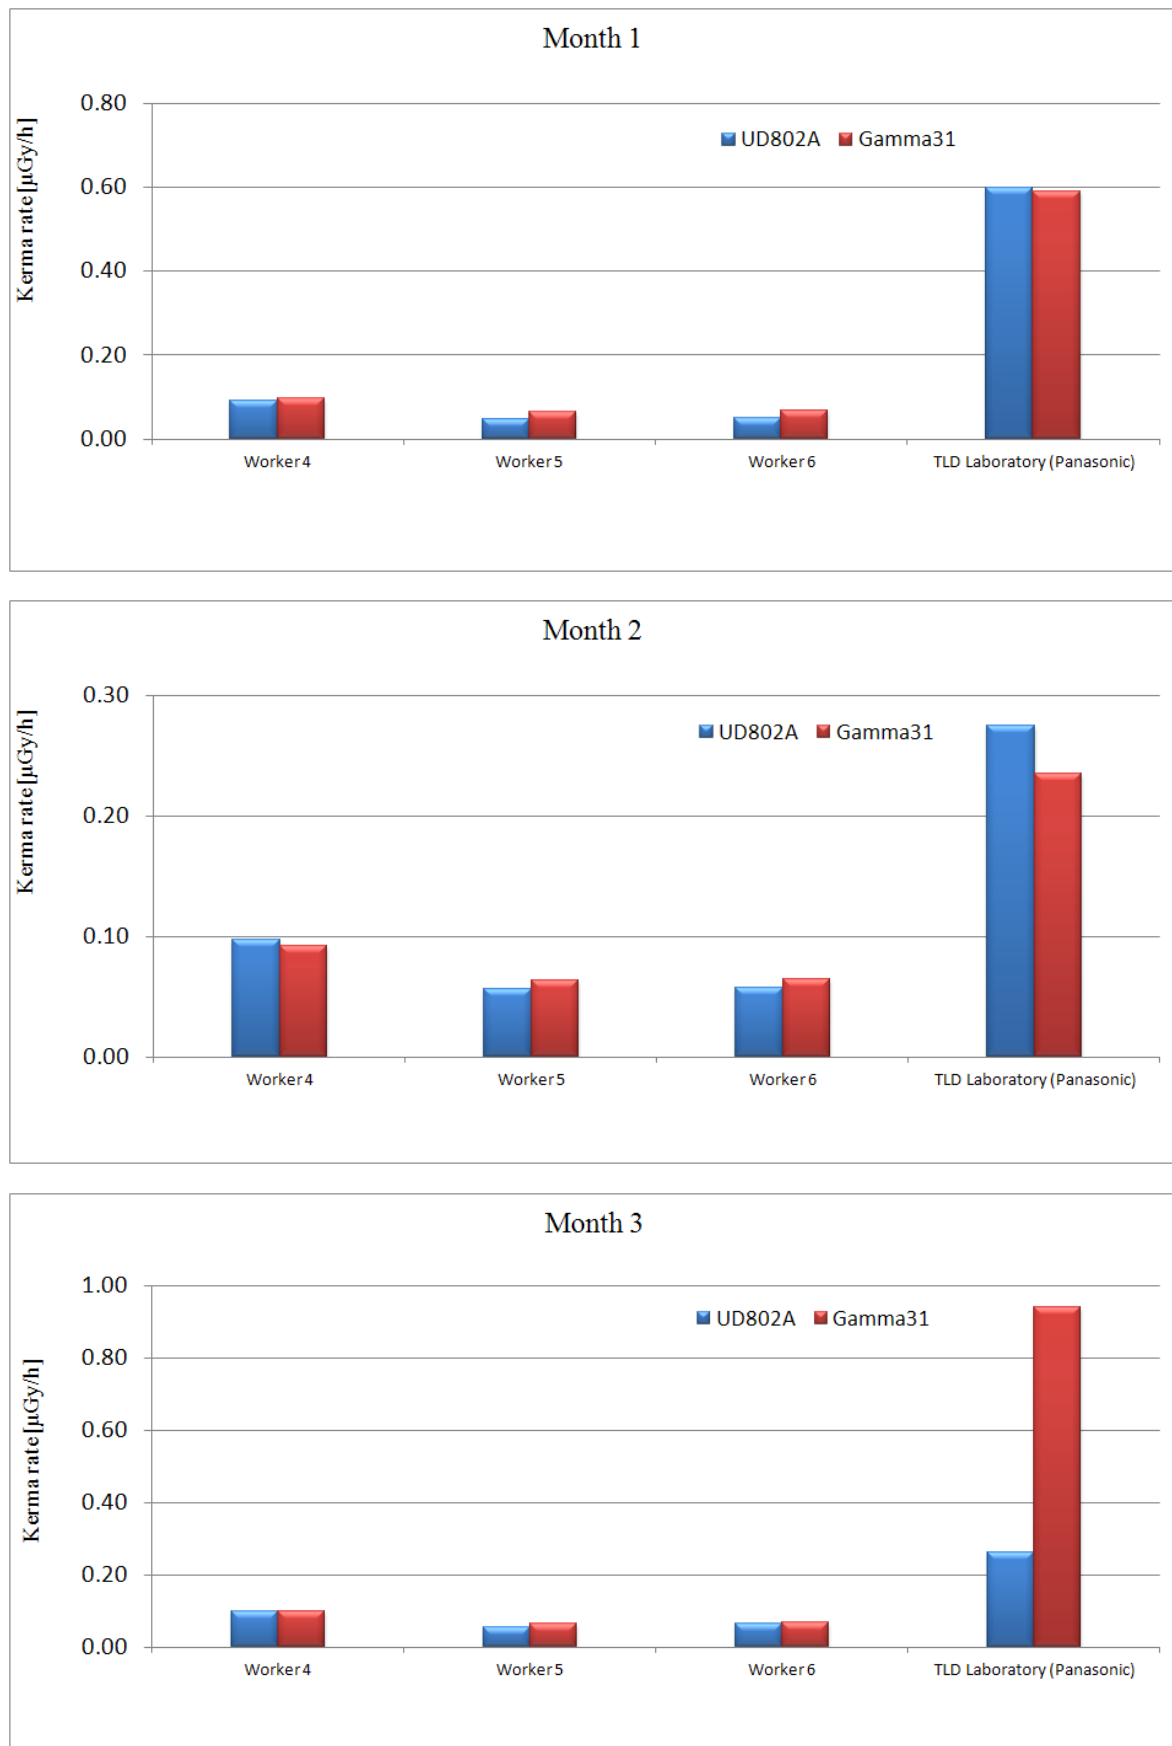 Month 1
Kerma rate[µGy/h]
0.80
UD802A Gamma31
0.60
0.40
0.20
0.00
Worker 4 Worker 5 Worker 6 TLD Laboratory (Panasonic)
Month 2
Kerma rate[µGy/h]
0.30
UD802A Gamma31
0.20
0.10
0.00
Worker 4 Worker 5 Worker 6 TLD Laboratory (Panasonic)
Month 3
Kerma rate[µGy/h]
1.00
UD802A Gamma31
0.80
0.60
0.40
0.20
0.00
Worker 4 Worker 5 Worker 6 TLD Laboratory (Panasonic)